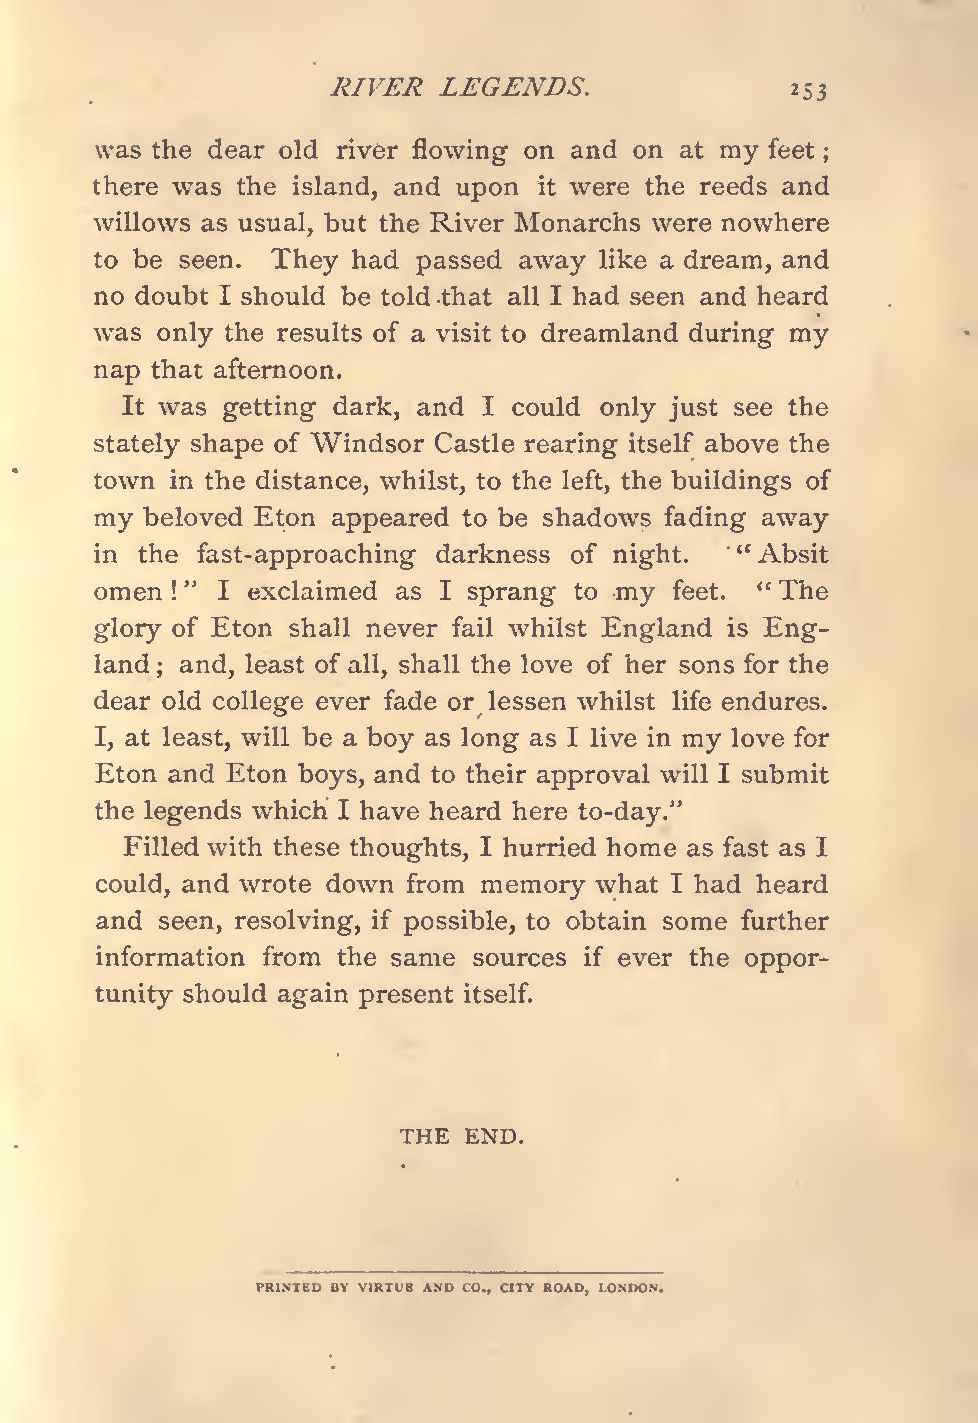 RIVER LEGENDS. 253
was the dear old river flowing on and on at my feet;
there was the island, and upon it were the reeds and
willows as usual, but the River Monarchs were nowhere
to be seen. They had passed away like a dream, and
no doubt I should be told that all I had seen and heard
was only the results of a visit to dreamland during my
nap that afternoon.
It was getting dark, and I could only just see the
stately shape of Windsor Castle rearing itself above the
town in the distance, whilst, to the left, the buildings of
my beloved Eton appeared to be shadows fading away
in the fast-approaching darkness of night. “Absit
omen!” I exclaimed as I sprang to my feet. “The
glory of Eton shall never fail whilst England is Eng-
land; and, least of all, shall the love of her sons for the
dear old college ever fade or lessen whilst life endures.
I, at least, will be a boy as long as I live in my love for
Eton and Eton boys, and to their approval will I submit
the legends which I have heard here to-day.”
Filled with these thoughts, I hurried home as fast as I
could, and wrote down from memory what I had heard
and seen, resolving, if possible, to obtain some further
information from the same sources if ever the oppor-
tunity should again present itself.
THE END.
PRINTED BY VIRTUE AND CO., CITY ROAD, LONDON.